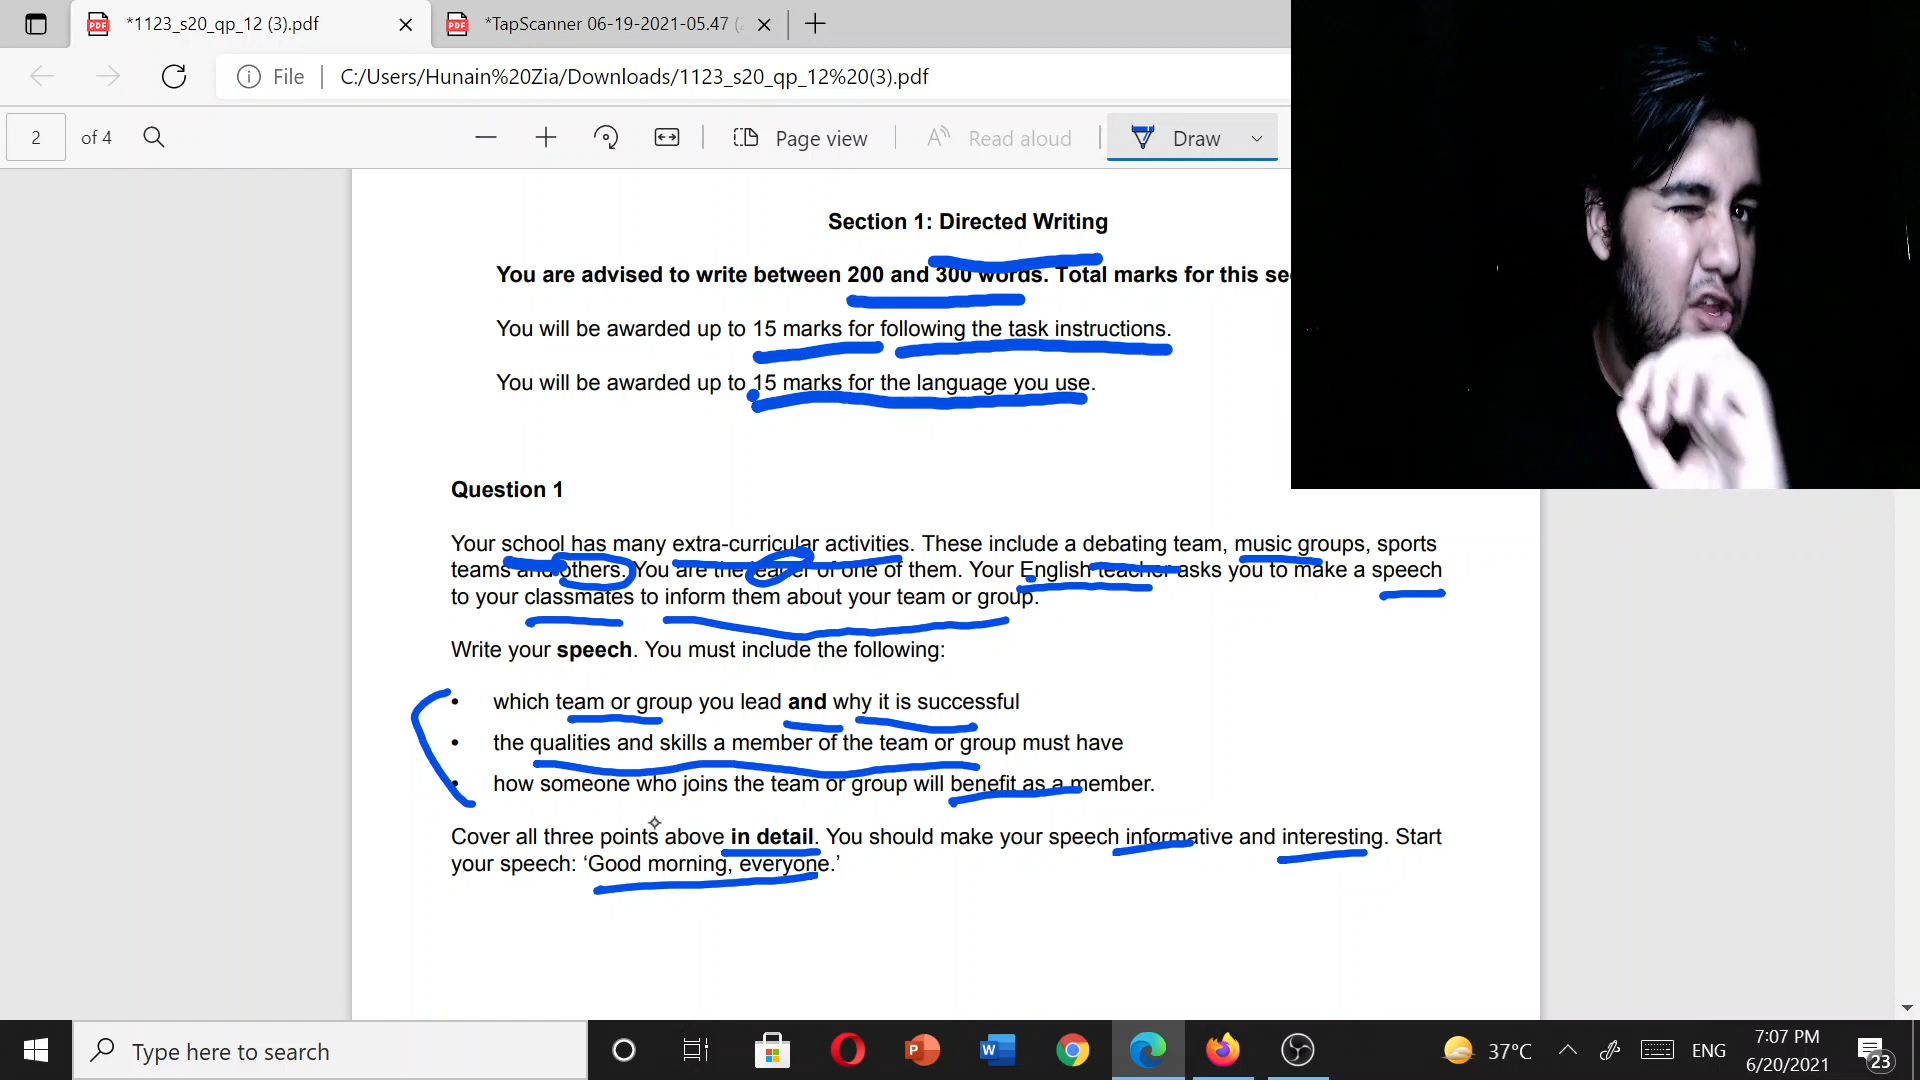 *1123_s20_qp_12 (3).pdf
*TapScanner 06-19-2021-05.47 (
File
C:/Users/Hunain%20Zia/Downloads/1123_s20_qp_12%20(3).pdf
2 of 4
Page view
Read aloud
Draw
Section 1: Directed Writing
You are advised to write between 200 and 300 words. Total marks for this se
You will be awarded up to 15 marks for following the task instructions.
You will be awarded up to 15 marks for the language you use.
Question 1
Your school has many extra-curricular activities. These include a debating team, music groups, sports
teams and others. You are the leader of one of them. Your English teacher asks you to make a speech
to your classmates to inform them about your team or group.
Write your speech. You must include the following:
• which team or group you lead and why it is successful
• the qualities and skills a member of the team or group must have
• how someone who joins the team or group will benefit as a member.
Cover all three points above in detail. You should make your speech informative and interesting. Start
your speech: ‘Good morning, everyone.’
Type here to search
37°C
ENG
7:07 PM
6/20/2021
23